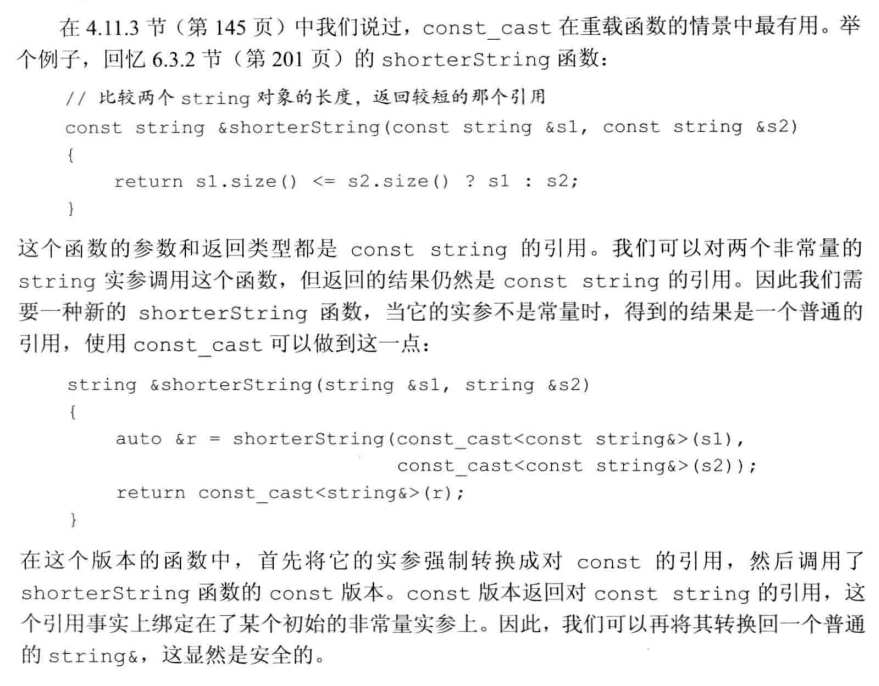 在 4.11.3 节（第 145 页）中我们说过，const_cast 在重载函数的情景中最有用。举
个例子，回忆 6.3.2 节（第 201 页）的 shorterString 函数：
// 比较两个 string 对象的长度，返回较短的那个引用
const string &shorterString(const string &s1, const string &s2)
{
    return s1.size() <= s2.size() ? s1 : s2;
}
这个函数的参数和返回类型都是 const string 的引用。我们可以对两个非常量的
string 实参调用这个函数，但返回的结果仍然是 const string 的引用。因此我们需
要一种新的 shorterString 函数，当它的实参不是常量时，得到的结果是一个普通的
引用，使用 const_cast 可以做到这一点：
string &shorterString(string &s1, string &s2)
{
    auto &r = shorterString(const_cast<const string&>(s1),
                            const_cast<const string&>(s2));
    return const_cast<string&>(r);
}
在这个版本的函数中，首先将它的实参强制转换成对 const 的引用，然后调用了
shorterString 函数的 const 版本。const 版本返回对 const string 的引用，这
个引用事实上绑定在了某个初始的非常量实参上。因此，我们可以再将其转换回一个普通
的 string&，这显然是安全的。